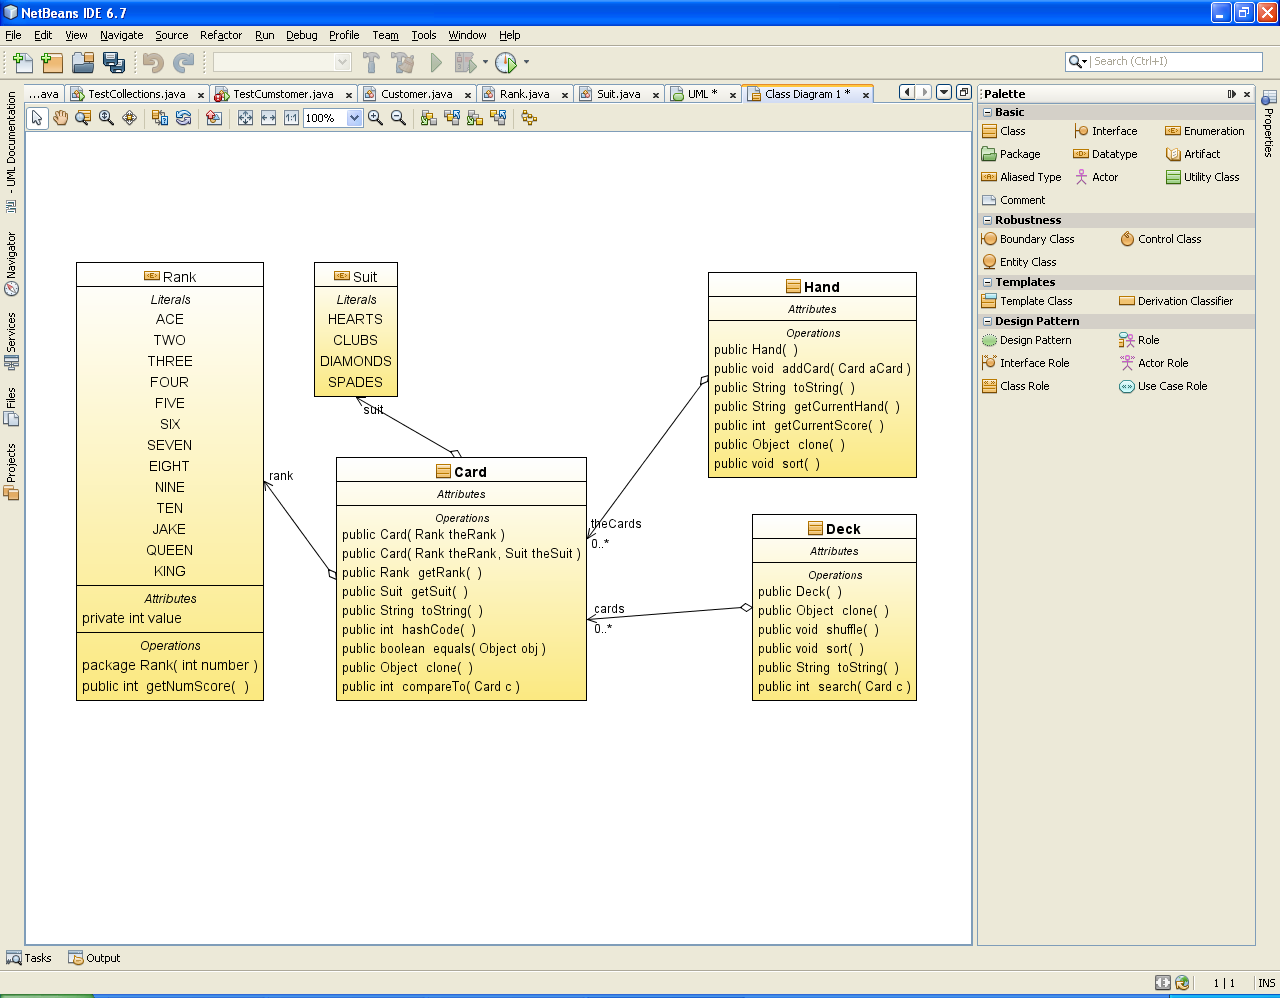 NetBeans IDE 6.7
File Edit View Navigate Source Refactor Run Debug Profile Team Tools Window Help
Search (Ctrl+I)
...ava TestCollections.java TestCumstomer.java Customer.java Rank.java Suit.java UML * Class Diagram 1 *
100%
- UML Documentation
Navigator
Services
Files
Projects
Rank
Literals
ACE
TWO
THREE
FOUR
FIVE
SIX
SEVEN
EIGHT
NINE
TEN
JAKE
QUEEN
KING
Attributes
private int value
Operations
package Rank( int number )
public int getNumScore( )
Suit
Literals
HEARTS
CLUBS
DIAMONDS
SPADES
suit
rank
Card
Attributes
Operations
public Card( Rank theRank )
public Card( Rank theRank, Suit theSuit )
public Rank getRank( )
public Suit getSuit( )
public String toString( )
public int hashCode( )
public boolean equals( Object obj )
public Object clone( )
public int compareTo( Card c )
Hand
Attributes
Operations
public Hand( )
public void addCard( Card aCard )
public String toString( )
public String getCurrentHand( )
public int getCurrentScore( )
public Object clone( )
public void sort( )
theCards
0..*
cards
0..*
Deck
Attributes
Operations
public Deck( )
public Object clone( )
public void shuffle( )
public void sort( )
public String toString( )
public int search( Card c )
Palette
Basic
Class Interface Enumeration
Package Datatype Artifact
Aliased Type Actor Utility Class
Comment
Robustness
Boundary Class Control Class
Entity Class
Templates
Template Class Derivation Classifier
Design Pattern
Design Pattern Role
Interface Role Actor Role
Class Role Use Case Role
Properties
Tasks Output
1 | 1 INS